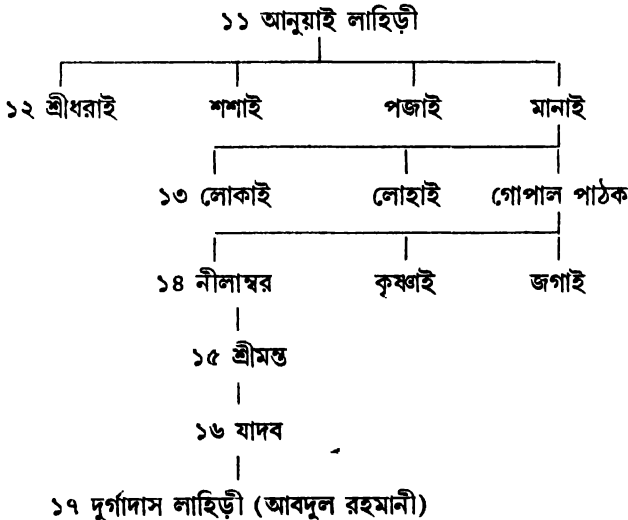 ১১ আনুয়াই লাহিড়ী
১২ শ্রীধরাই শশাই পজাই মানাই
১৩ লোকাই লোহাই গোপাল পাঠক
১৪ নীলাম্বর কৃষ্ণাই জগাই
১৫ শ্রীমন্ত
১৬ যাদব
১৭ দুর্গাদাস লাহিড়ী (আবদুল রহমানী)